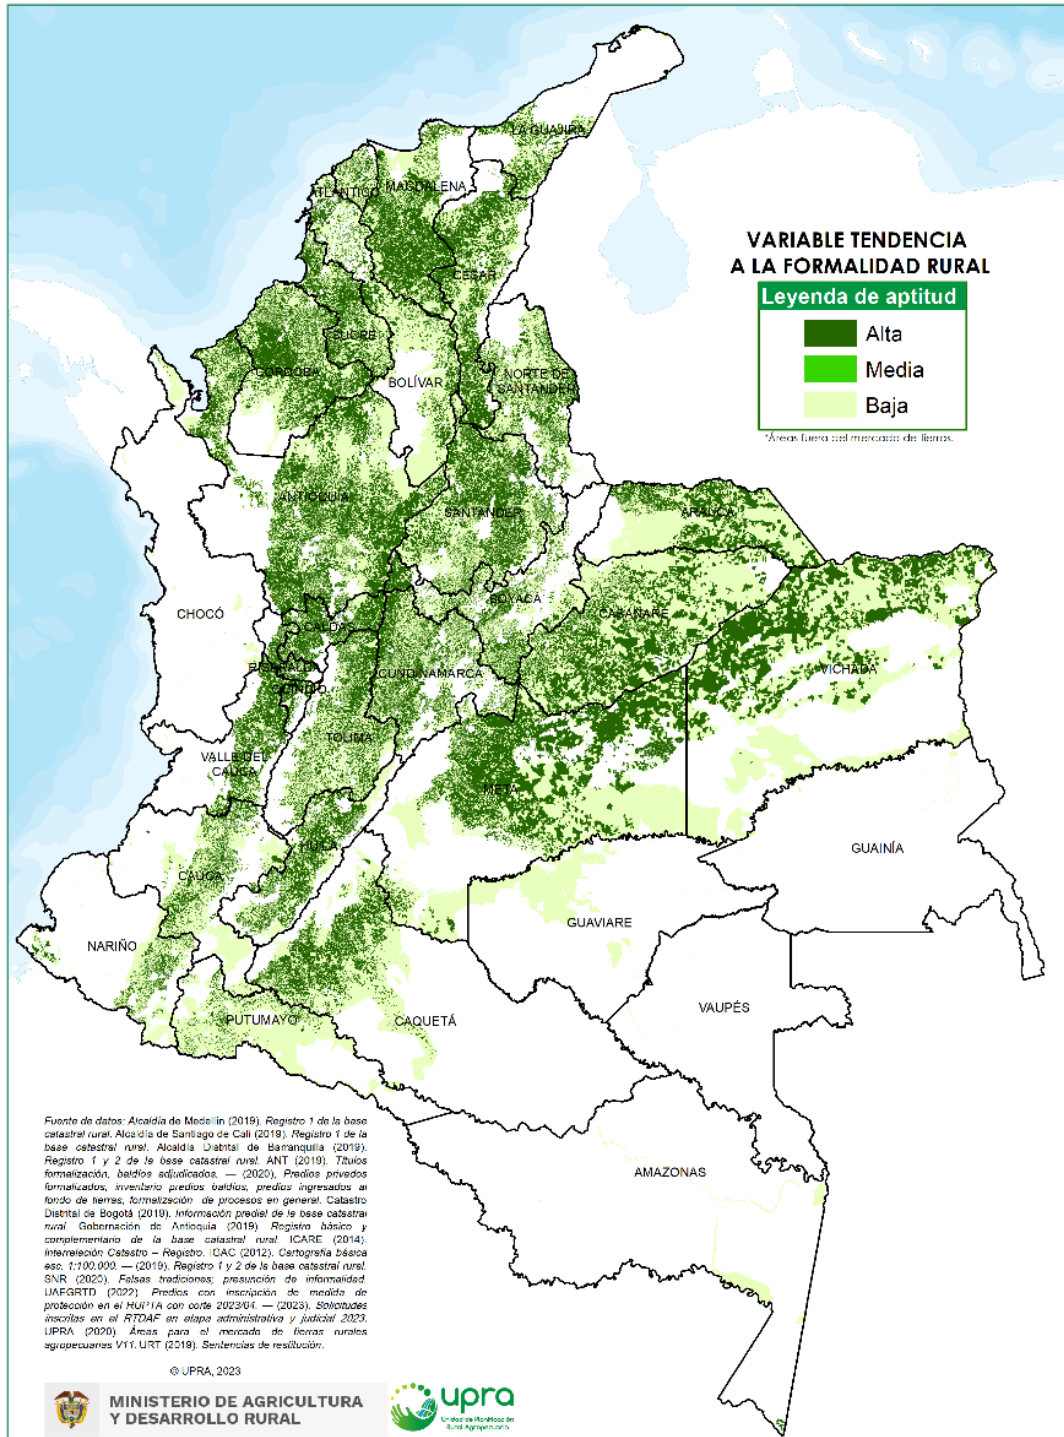 LA GUAJIRA
ATLÁNTICO
MAGDALENA
CESAR
SUCRE
CÓRDOBA
BOLÍVAR
NORTE DE
SANTANDER
ANTIOQUIA
SANTANDER
ARAUCA
CHOCÓ
BOYACÁ
CASANARE
CALDAS
RISARALDA
QUINDÍO
CUNDINAMARCA
VICHADA
VALLE DEL
CAUCA
TOLIMA
META
HUILA
GUAINÍA
CAUCA
GUAVIARE
NARIÑO
VAUPÉS
PUTUMAYO
CAQUETÁ
AMAZONAS
VARIABLE TENDENCIA
A LA FORMALIDAD RURAL
Leyenda de aptitud
Alta
Media
Baja
*Áreas fuera del mercado de tierras.
Fuente de datos: Alcaldía de Medellín (2019). Registro 1 de la base
catastral rural. Alcaldía de Santiago de Cali (2019). Registro 1 de la
base catastral rural. Alcaldía Distrital de Barranquilla (2019).
Registro 1 y 2 de la base catastral rural. ANT (2019). Títulos
formalización, baldíos adjudicados. — (2020), Predios privados
formalizados, inventario predios baldíos, predios ingresados al
fondo de tierras, formalización de procesos en general. Catastro
Distrital de Bogotá (2019). Información predial de la base catastral
rural. Gobernación de Antioquia (2019). Registro básico y
complementario de la base catastral rural. ICARE (2014).
Interrelación Catastro – Registro. IGAC (2012). Cartografía básica
esc. 1:100.000. — (2019). Registro 1 y 2 de la base catastral rural.
SNR (2020). Falsas tradiciones; presunción de informalidad.
UAEGRTD (2022). Predios con inscripción de medida de
protección en el RUPTA con corte 2023/04. — (2023). Solicitudes
inscritas en el RTDAF en etapa administrativa y judicial 2023.
UPRA (2020). Áreas para el mercado de tierras rurales
agropecuarias V11. URT (2019). Sentencias de restitución.
© UPRA, 2023
MINISTERIO DE AGRICULTURA
Y DESARROLLO RURAL
upra
Unidad de Planificación
Rural Agropecuaria